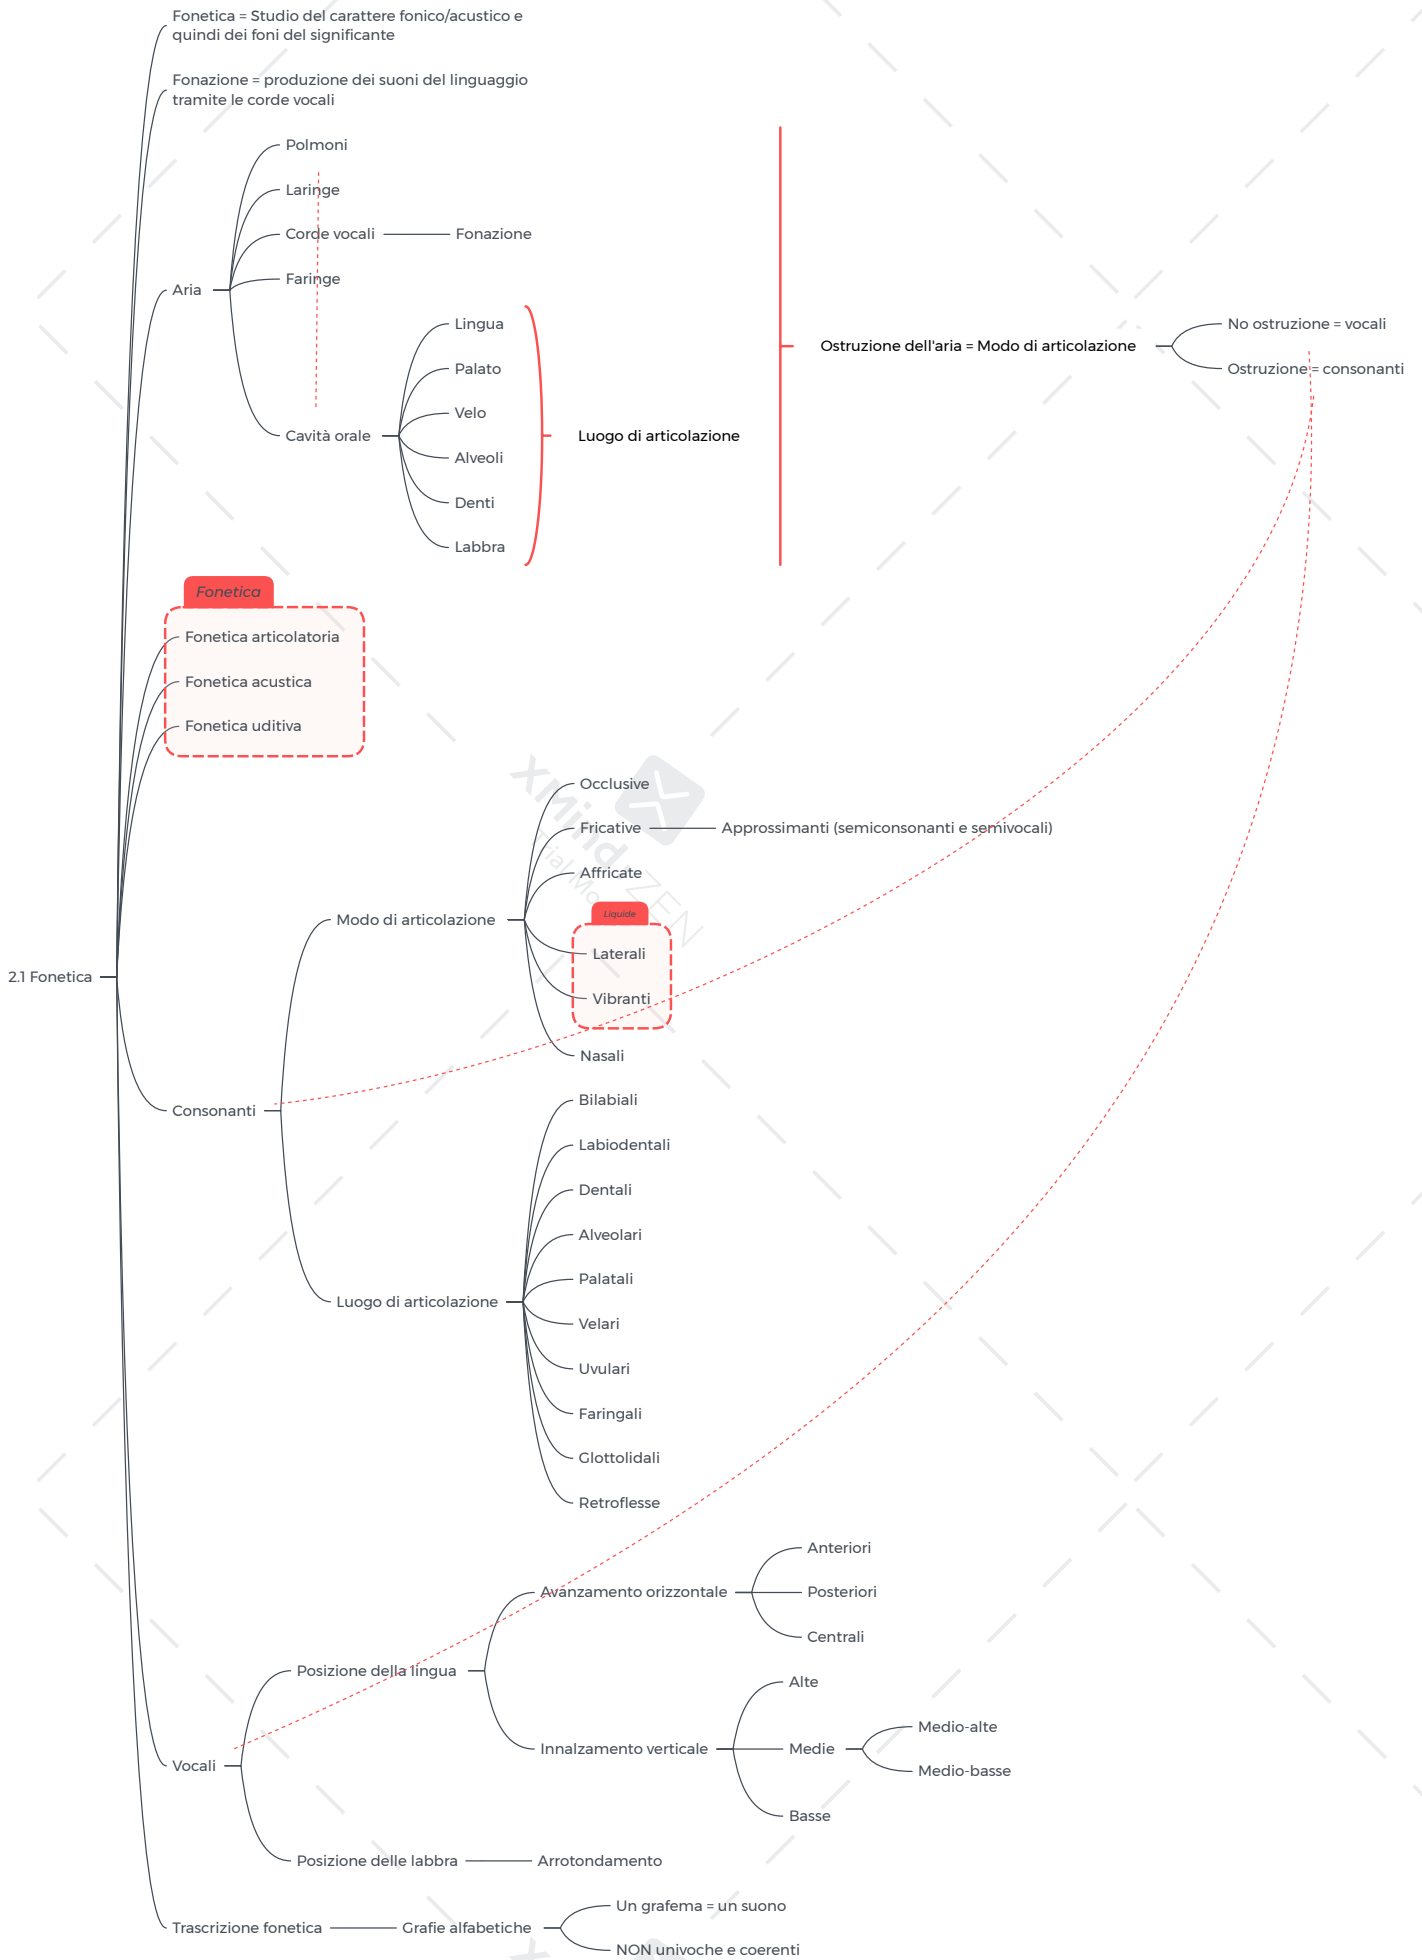 Fonetica = Studio del carattere fonico/acustico e
quindi dei foni del significante
Fonazione = produzione dei suoni del linguaggio
tramite le corde vocali
Polmoni
Laringe
Corde vocali
Fonazione
Faringe
Aria
Lingua
Palato
Velo
Alveoli
Denti
Labbra
Cavità orale
Luogo di articolazione
Ostruzione dell'aria = Modo di articolazione
No ostruzione = vocali
Ostruzione = consonanti
Fonetica
Fonetica articolatoria
Fonetica acustica
Fonetica uditiva
2.1 Fonetica
Consonanti
Modo di articolazione
Occlusive
Fricative
Approssimanti (semiconsonanti e semivocali)
Affricate
Liquide
Laterali
Vibranti
Nasali
Luogo di articolazione
Bilabiali
Labiodentali
Dentali
Alveolari
Palatali
Velari
Uvulari
Faringali
Glottolidali
Retroflesse
Vocali
Posizione della lingua
Avanzamento orizzontale
Anteriori
Posteriori
Centrali
Innalzamento verticale
Alte
Medie
Medio-alte
Medio-basse
Basse
Posizione delle labbra
Arrotondamento
Trascrizione fonetica
Grafie alfabetiche
Un grafema = un suono
NON univoche e coerenti
XMind
ZEN